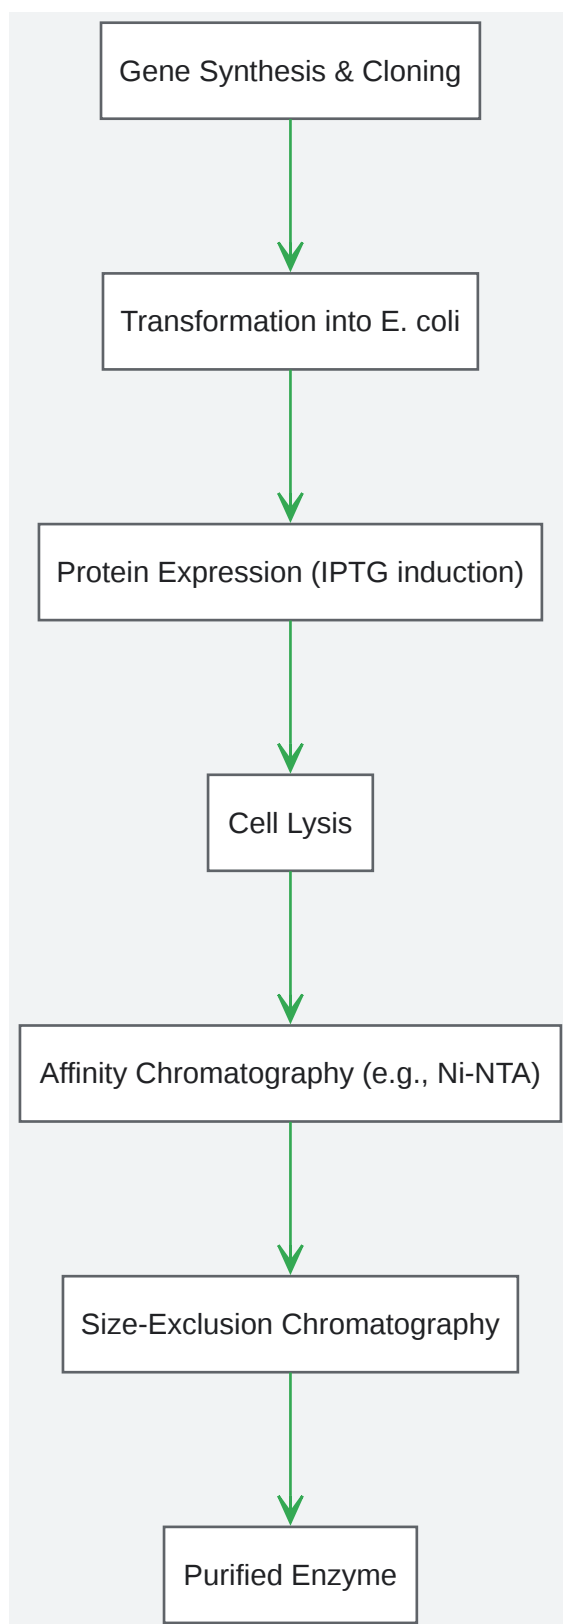 Gene Synthesis & Cloning
Transformation into E. coli
Protein Expression (IPTG induction)
Cell Lysis
Affinity Chromatography (e.g., Ni-NTA)
Size-Exclusion Chromatography
Purified Enzyme